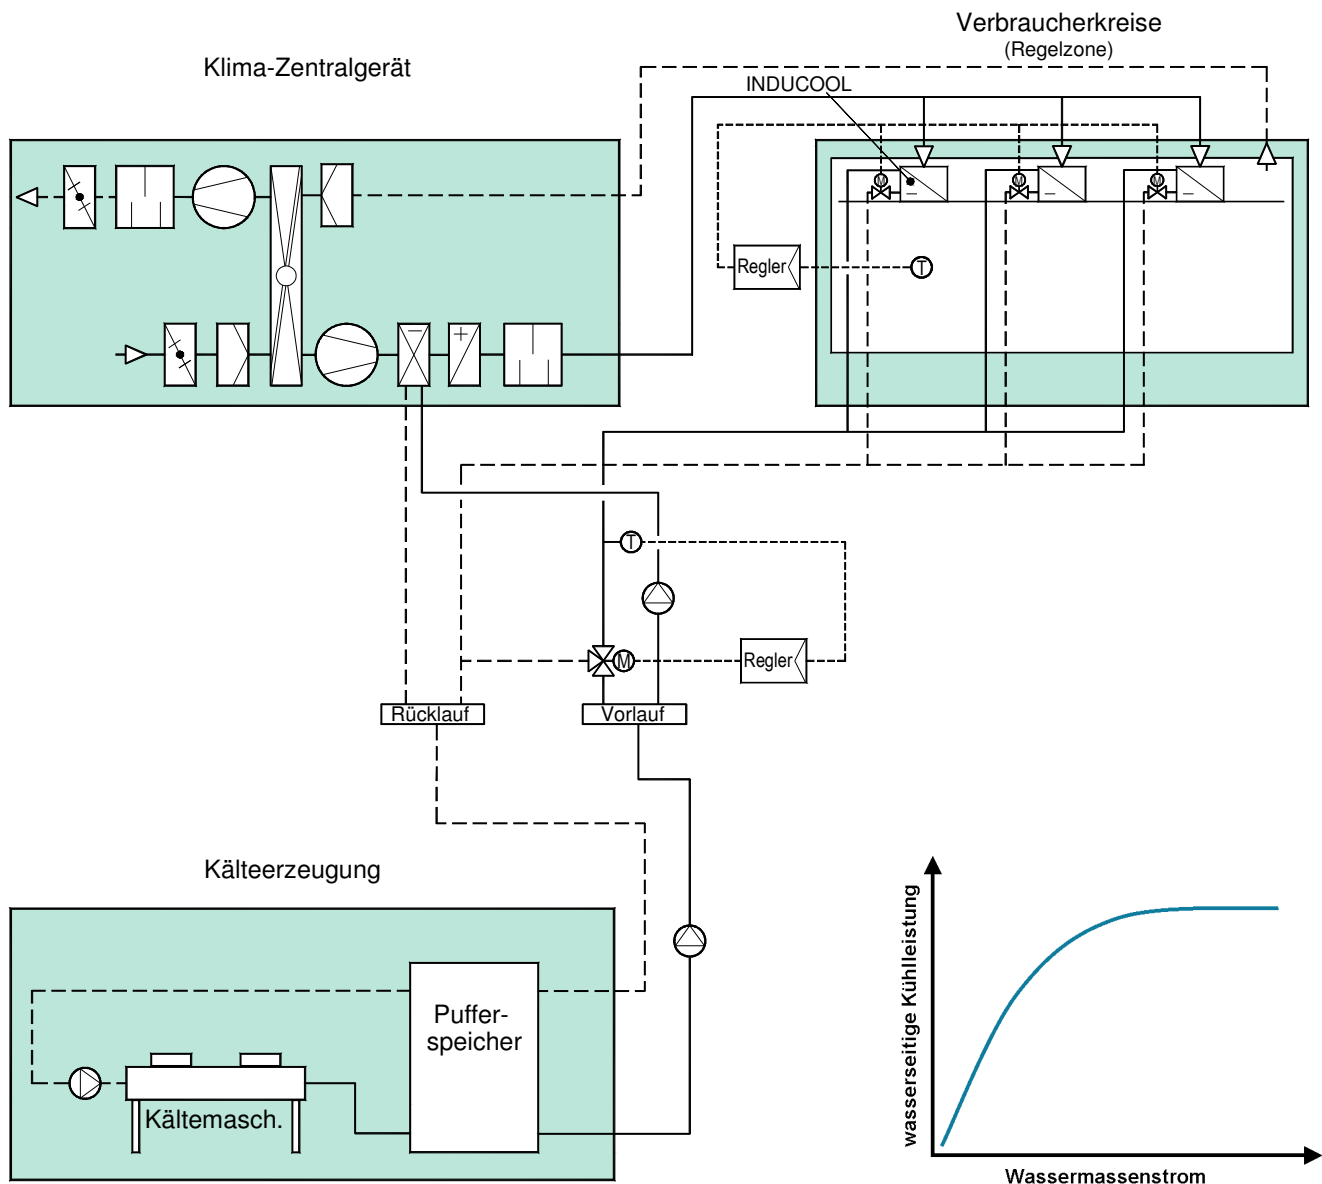 Klima-Zentralgerät
Verbraucherkreise
(Regelzone)
INDUCOOL
M
M
M
Regler
T
T
M
Regler
Rücklauf
Vorlauf
Kälteerzeugung
Puffer-
speicher
Kältemasch.
wasserseitige Kühlleistung
Wassermassenstrom